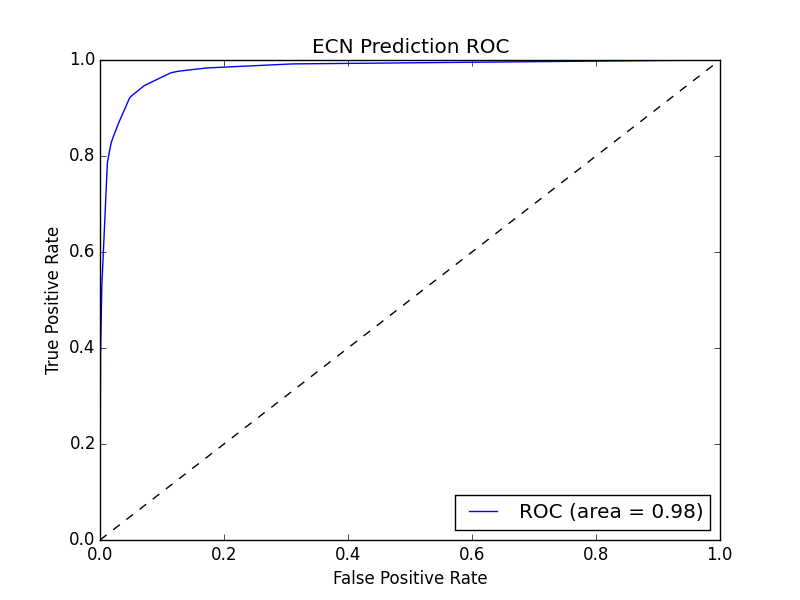 ECN Prediction ROC
1.0
0.8
0.6
0.4
0.2
0.0
True Positive Rate
ROC (area = 0.98)
0.0 0.2 0.4 0.6 0.8 1.0
False Positive Rate